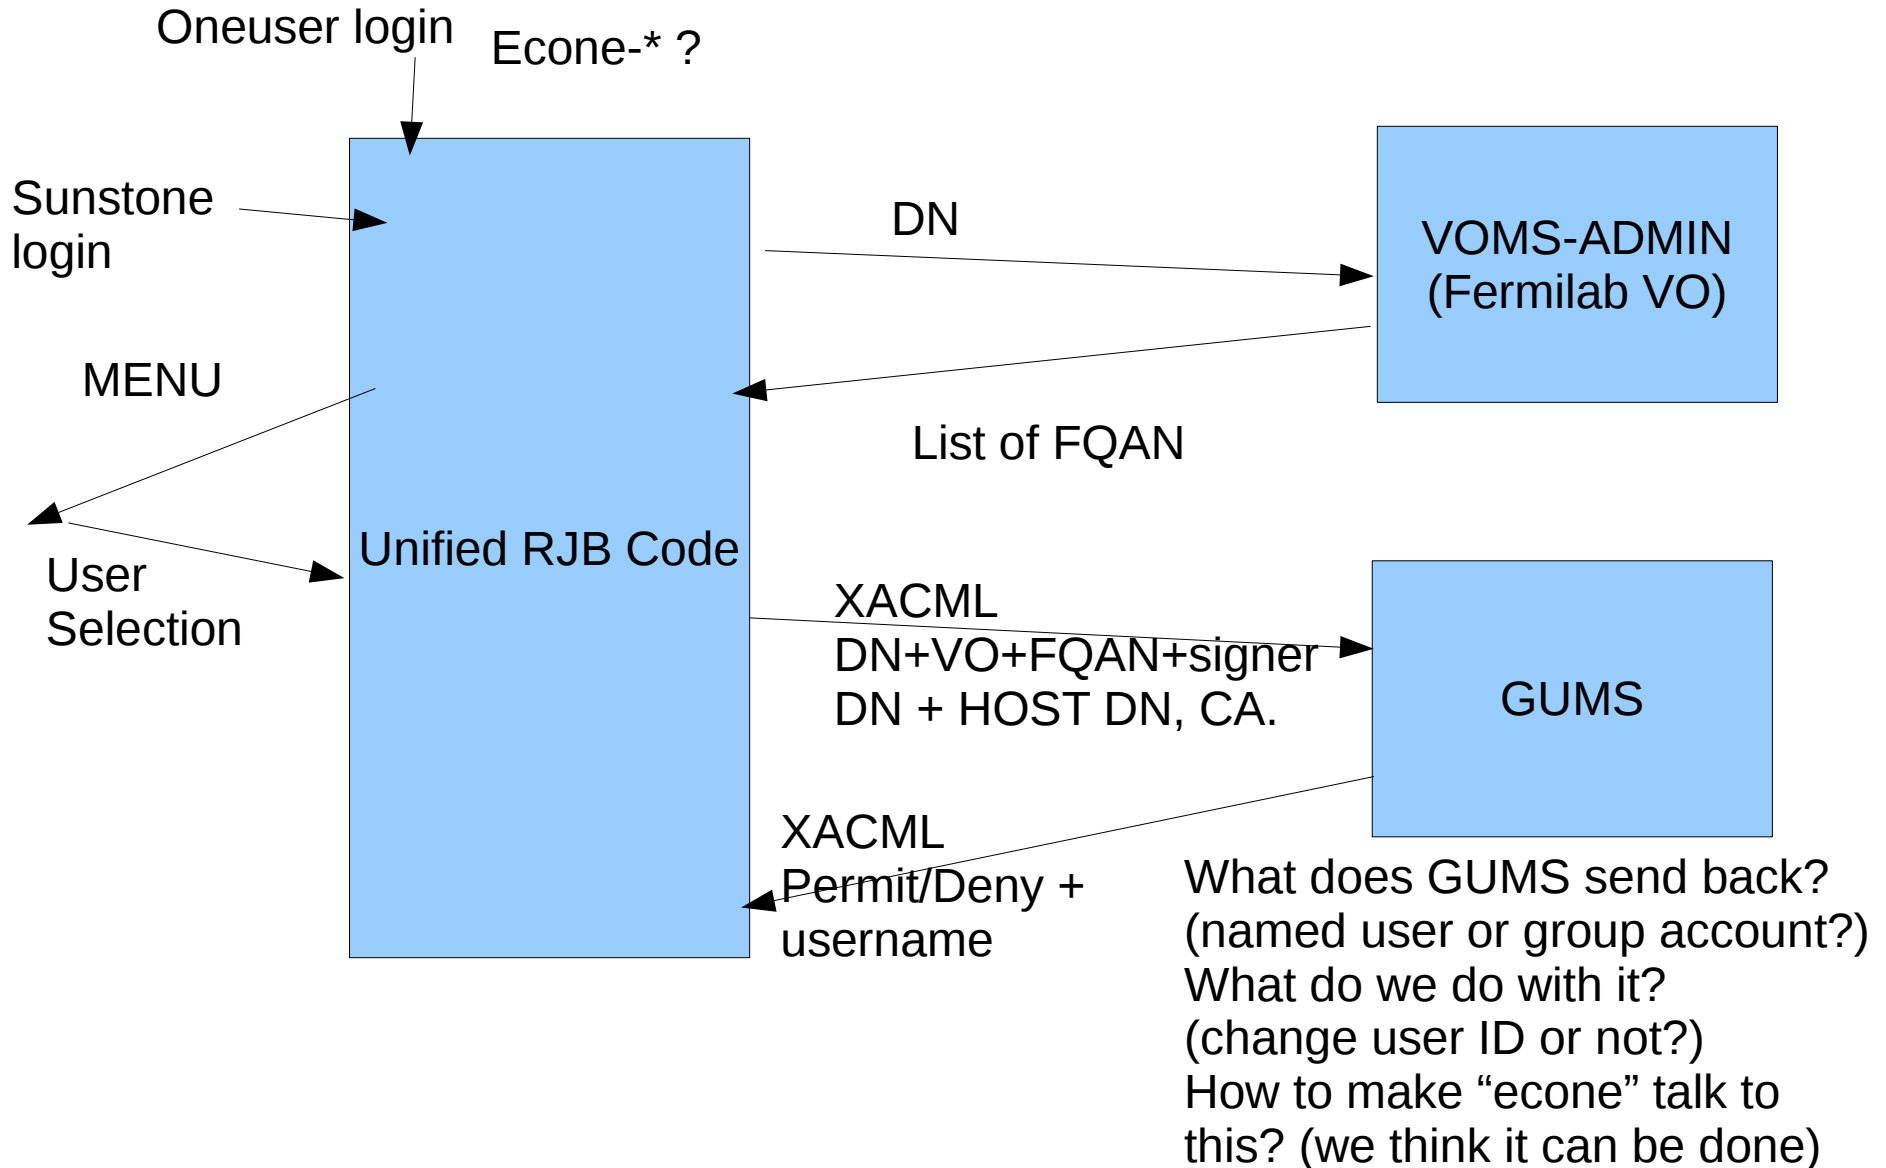 Oneuser login
Econe-* ?
Sunstone
login
DN
VOMS-ADMIN
(Fermilab VO)
MENU
List of FQAN
Unified RJB Code
User
Selection
XACML
DN+VO+FQAN+signer
DN + HOST DN, CA.
GUMS
XACML
Permit/Deny +
username
What does GUMS send back?
(named user or group account?)
What do we do with it?
(change user ID or not?)
How to make “econe” talk to
this? (we think it can be done)